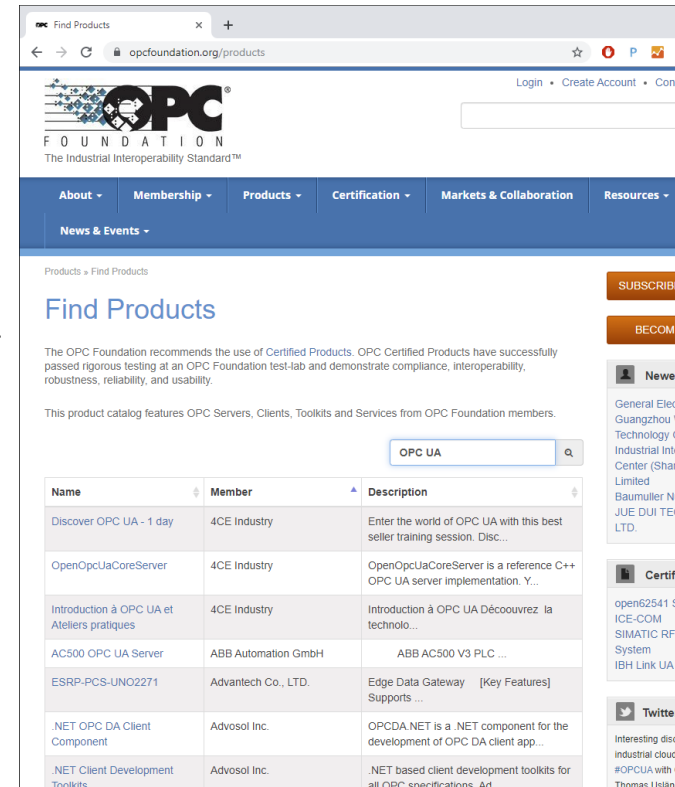 OPC Find Products
opcfoundation.org/products
Login • Create Account • Con
OPC®
FOUNDATION
The Industrial Interoperability Standard™
About Membership Products Certification Markets & Collaboration Resources
News & Events
Products » Find Products
Find Products
The OPC Foundation recommends the use of Certified Products. OPC Certified Products have successfully
passed rigorous testing at an OPC Foundation test-lab and demonstrate compliance, interoperability,
robustness, reliability, and usability.
This product catalog features OPC Servers, Clients, Toolkits and Services from OPC Foundation members.
OPC UA
Name Member Description
Discover OPC UA - 1 day 4CE Industry Enter the world of OPC UA with this best
seller training session. Disc...
OpenOpcUaCoreServer 4CE Industry OpenOpcUaCoreServer is a reference C++
OPC UA server implementation. Y...
Introduction à OPC UA et 4CE Industry Introduction à OPC UA Décoouvrez la
Ateliers pratiques technolo...
AC500 OPC UA Server ABB Automation GmbH ABB AC500 V3 PLC ...
ESRP-PCS-UNO2271 Advantech Co., LTD. Edge Data Gateway [Key Features]
Supports ...
.NET OPC DA Client Advosol Inc. OPCDA.NET is a .NET component for the
Component development of OPC DA client app...
.NET Client Development Advosol Inc. .NET based client development toolkits for
Toolkits all OPC specifications. Ad
SUBSCRIB
BECOM
Newe
General Elec
Guangzhou
Technology
Industrial Int
Center (Shan
Limited
Baumuller N
JUE DUI TE
LTD.
Certif
open62541 S
ICE-COM
SIMATIC RF
System
IBH Link UA
Twitte
Interesting disc
industrial cloud
#OPCUA with
Thomas Uslän